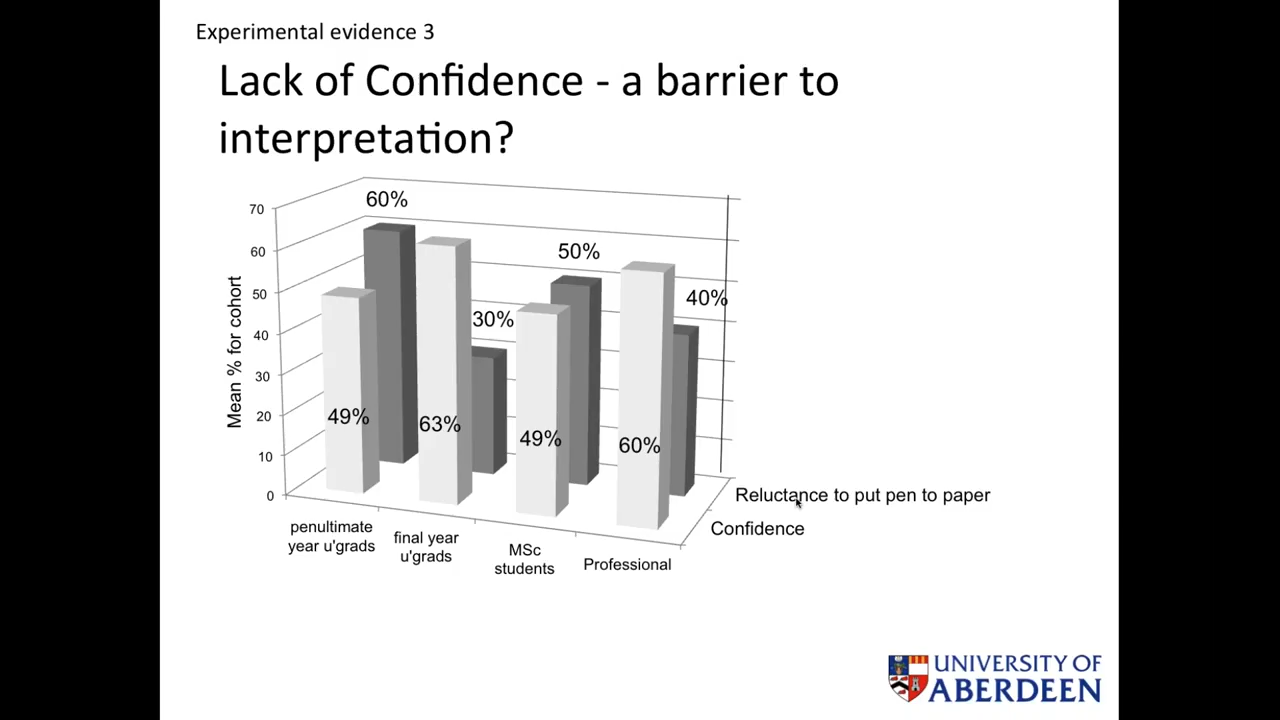 Experimental evidence 3
Lack of Confidence - a barrier to
interpretation?
Mean % for cohort
70
60
50
40
30
20
10
0
60%
30%
50%
40%
49%
63%
49%
60%
penultimate
year u'grads
final year
u'grads
MSc
students
Professional
Reluctance to put pen to paper
Confidence
UNIVERSITY OF
ABERDEEN